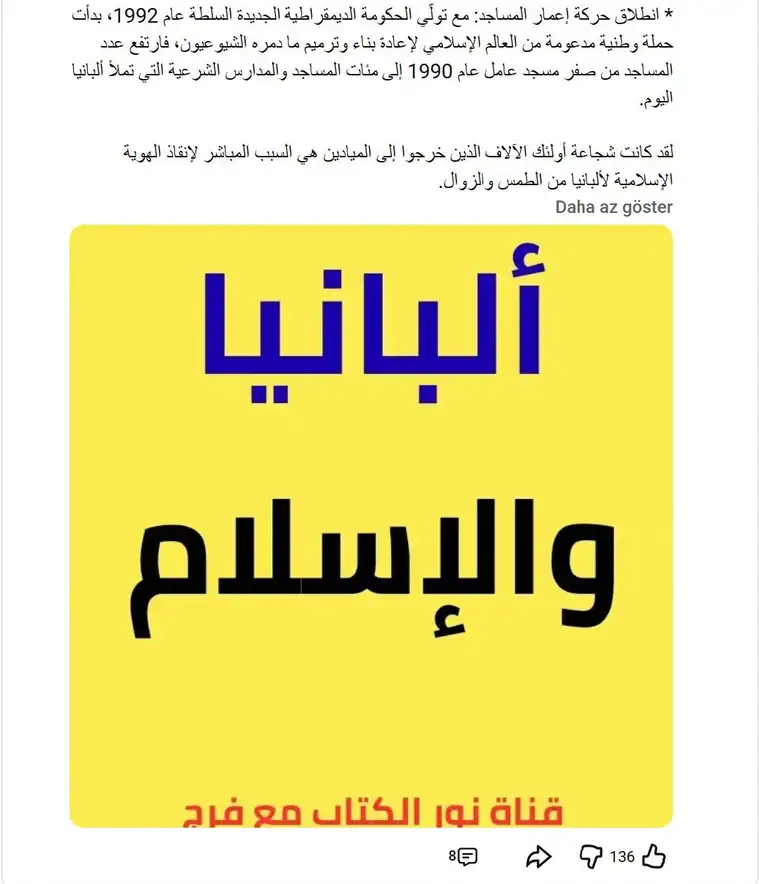 * انطلاق حركة إعمار المساجد: مع تولّي الحكومة الديمقراطية الجديدة السلطة عام 1992، بدأت
حملة وطنية مدعومة من العالم الإسلامي لإعادة بناء وترميم ما دمره الشيوعيون، فارتفع عدد
المساجد من صفر مسجد عامل عام 1990 إلى مئات المساجد والمدارس الشرعية التي تملأ ألبانيا
اليوم.
لقد كانت شجاعة أولئك الآلاف الذين خرجوا إلى الميادين هي السبب المباشر لإنقاذ الهوية
الإسلامية لألبانيا من الطمس والزوال.
Daha az göster
ألبانيا
والإسلام
قناة نور الكتاب مع فرج
136
8